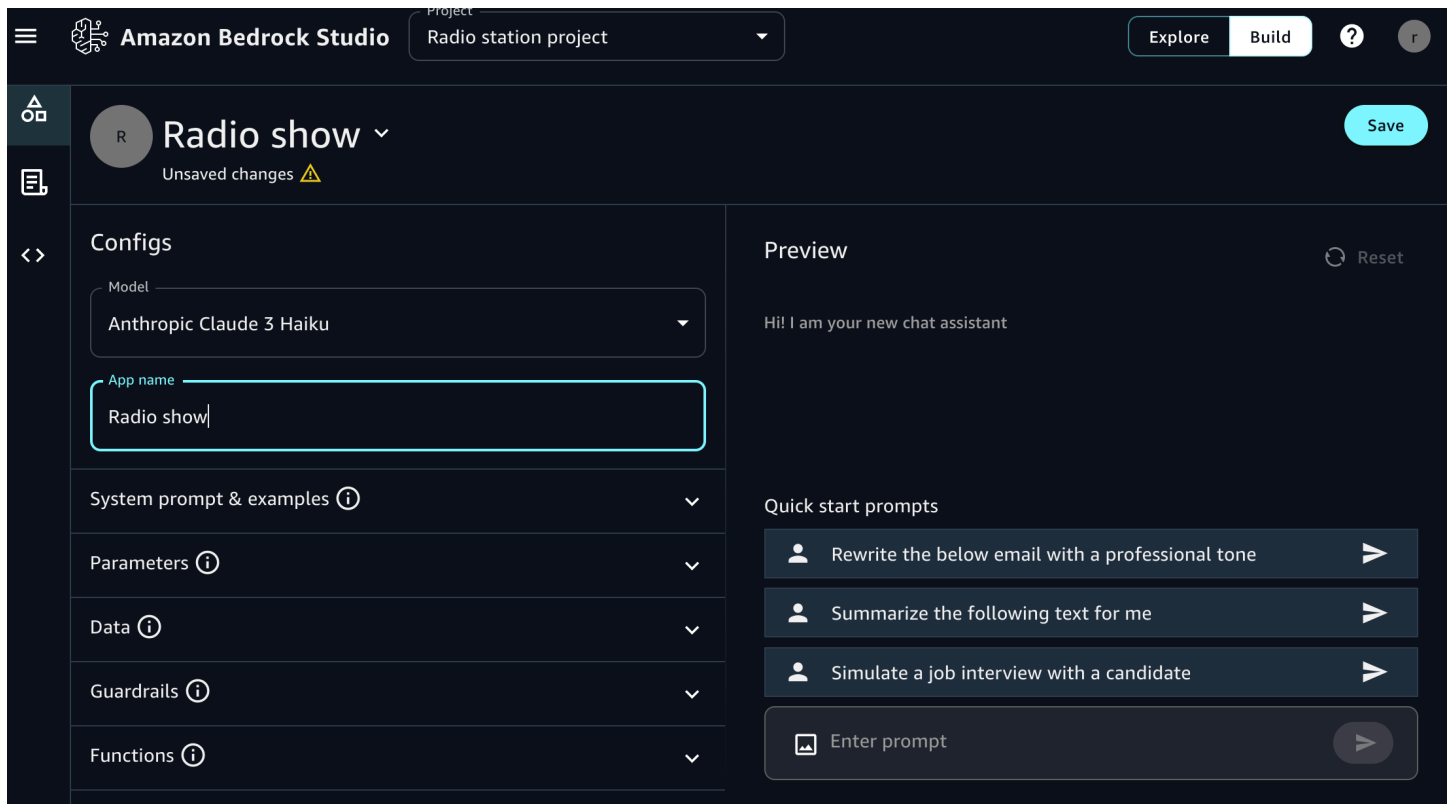 Project
Amazon Bedrock Studio
Radio station project
Explore
Build
?
r
R
Radio show
Save
Unsaved changes
Configs
Model
Anthropic Claude 3 Haiku
App name
Radio show
System prompt & examples
Parameters
Data
Guardrails
Functions
Preview
Reset
Hi! I am your new chat assistant
Quick start prompts
Rewrite the below email with a professional tone
Summarize the following text for me
Simulate a job interview with a candidate
Enter prompt